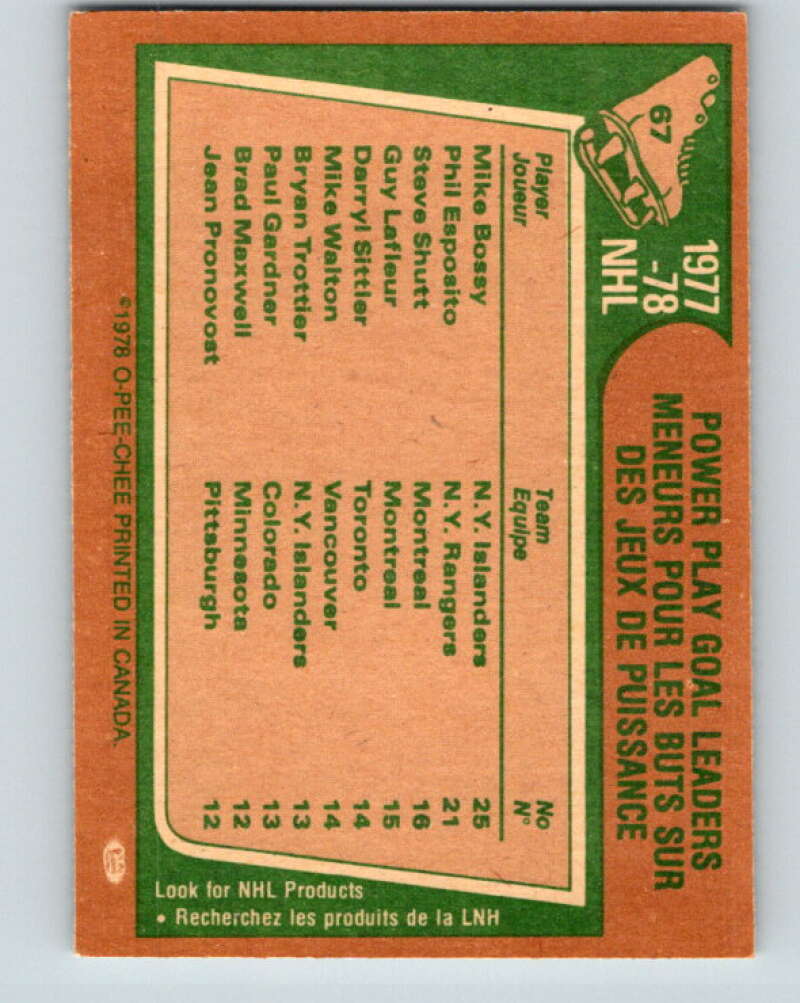 67
1977
-78
NHL
POWER PLAY GOAL LEADERS
MENEURS POUR LES BUTS SUR
DES JEUX DE PUISSANCE
Player Team No
Joueur Equipe N°
Mike Bossy N.Y. Islanders 25
Phil Esposito N.Y. Rangers 21
Steve Shutt Montreal 16
Guy Lafleur Montreal 15
Darryl Sittler Toronto 14
Mike Walton Vancouver 14
Bryan Trottier N.Y. Islanders 13
Paul Gardner Colorado 13
Brad Maxwell Minnesota 12
Jean Pronovost Pittsburgh 12
Look for NHL Products
• Recherchez les produits de la LNH
©1978 O-PEE-CHEE PRINTED IN CANADA.